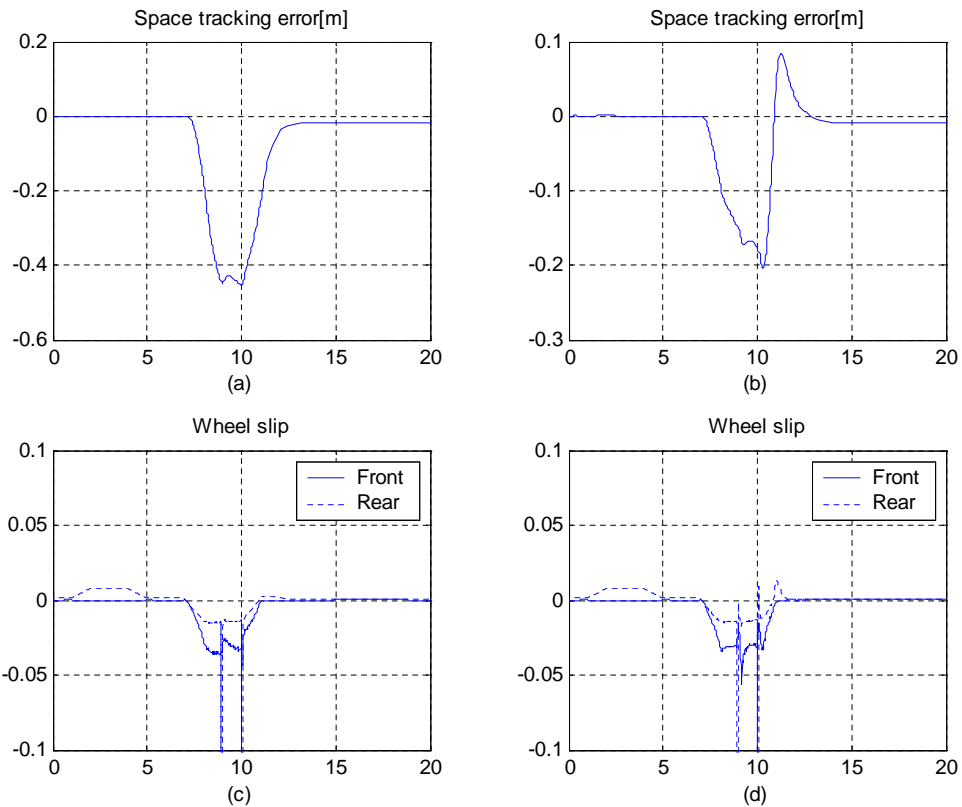 Space tracking error[m]
0.2
0
-0.2
-0.4
-0.6
0 5 10 15 20
(a)
Space tracking error[m]
0.1
0
-0.1
-0.2
-0.3
0 5 10 15 20
(b)
Wheel slip
0.1
0.05
0
-0.05
-0.1
Front
Rear
0 5 10 15 20
(c)
Wheel slip
0.1
0.05
0
-0.05
-0.1
Front
Rear
0 5 10 15 20
(d)